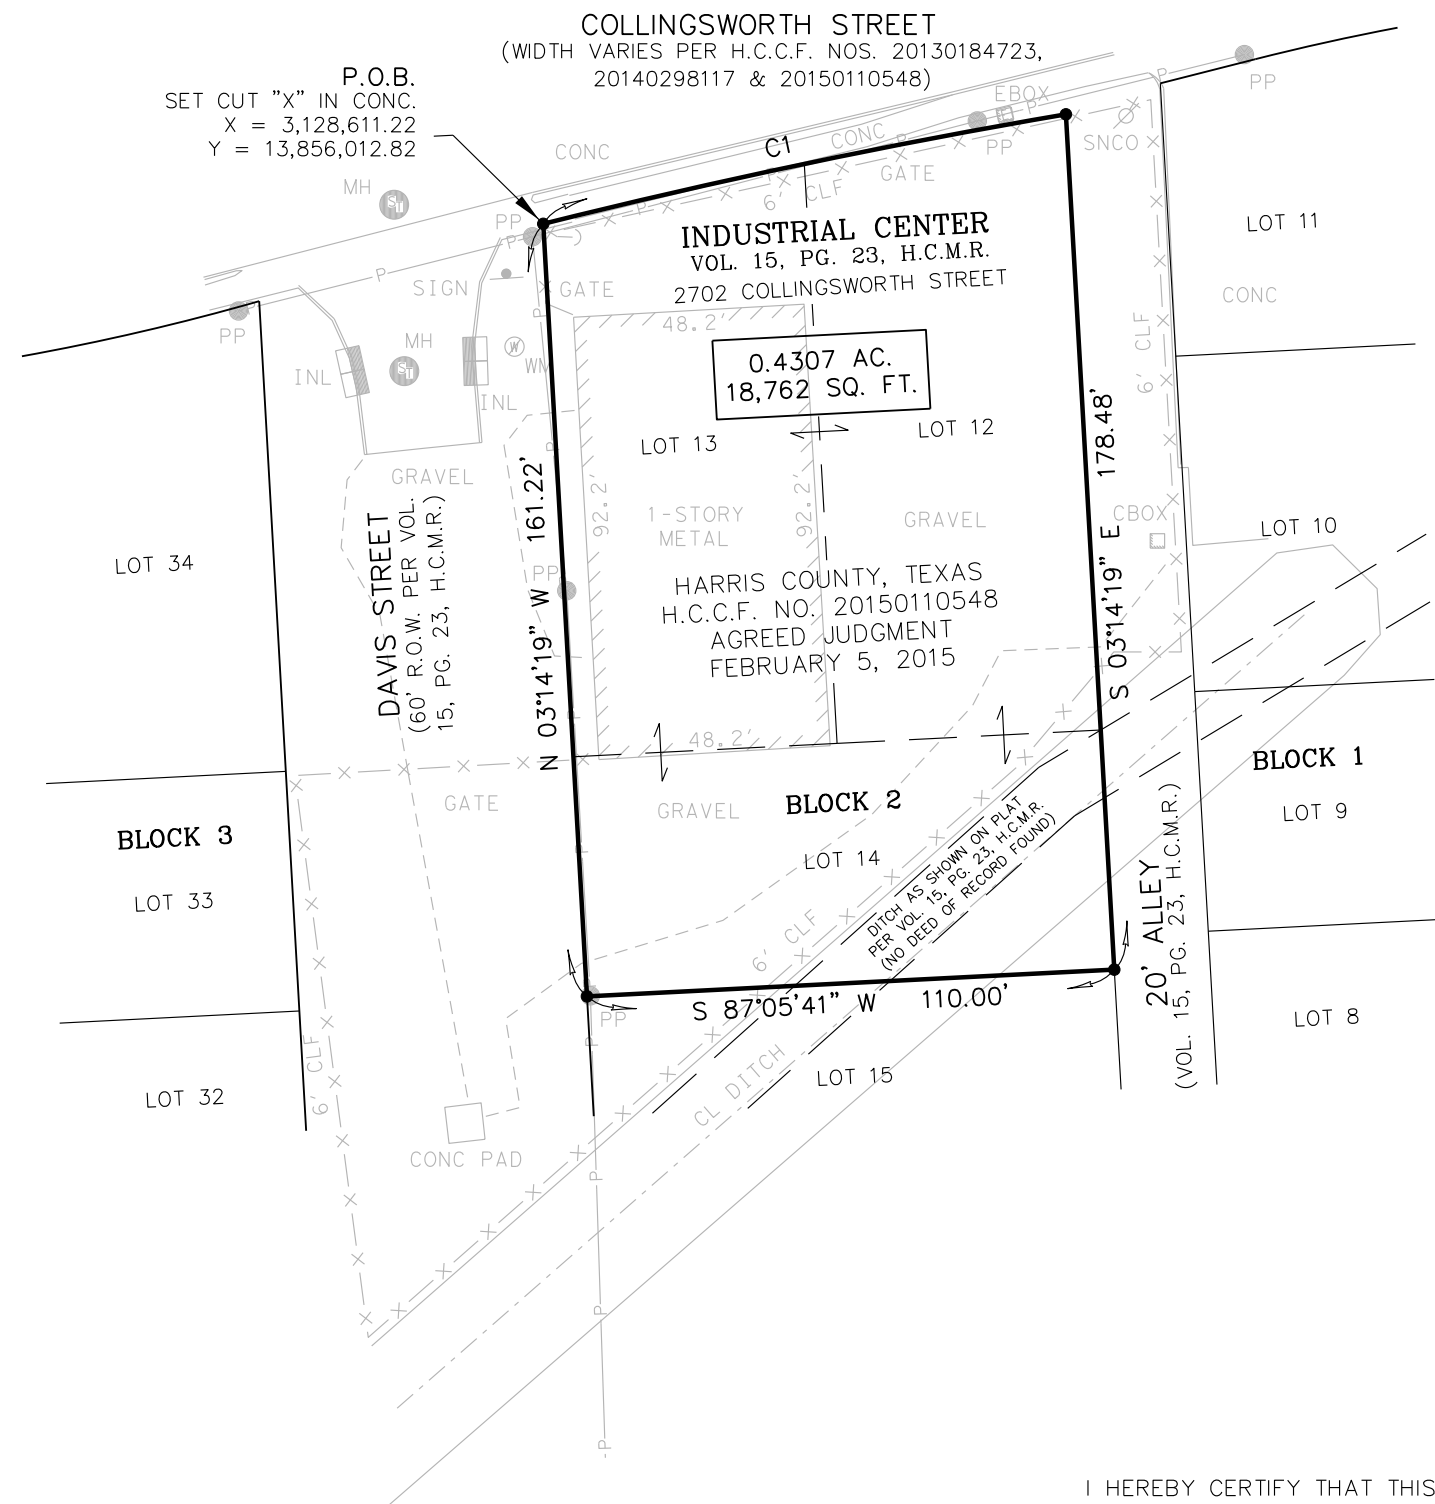 COLLINGSWORTH STREET
(WIDTH VARIES PER H.C.C.F. NOS. 20130184723,
20140298117 & 20150110548)
P.O.B.
SET CUT "X" IN CONC.
X = 3,128,611.22
Y = 13,856,012.82
PP
EBOX
CONC
C1
CONC
PP
SNCO
GATE
6' CLF
MH
ST
PP
INDUSTRIAL CENTER
VOL. 15, PG. 23, H.C.M.R.
2702 COLLINGSWORTH STREET
LOT 11
CONC
SIGN
GATE
48.2'
PP
MH
ST
W
WM
INL
INL
0.4307 AC.
18,762 SQ. FT.
6' CLF
LOT 13
LOT 12
GRAVEL
N 03°14'19" W 161.22'
S 03°14'19" E 178.48'
92.2'
92.2'
1-STORY
METAL
GRAVEL
CBOX
LOT 10
LOT 34
DAVIS STREET
(60' R.O.W. PER VOL.
15, PG. 23, H.C.M.R.)
PP
HARRIS COUNTY, TEXAS
H.C.C.F. NO. 20150110548
AGREED JUDGMENT
FEBRUARY 5, 2015
48.2'
BLOCK 1
LOT 9
GATE
GRAVEL
BLOCK 2
LOT 14
BLOCK 3
LOT 33
DITCH AS SHOWN ON PLAT
PER VOL. 15, PG. 23, H.C.M.R.
(NO DEED OF RECORD FOUND)
20' ALLEY
(VOL. 15, PG. 23, H.C.M.R.)
6' CLF
S 87°05'41" W 110.00'
PP
LOT 8
6' CLF
LOT 32
CL DITCH
LOT 15
CONC PAD
I HEREBY CERTIFY THAT THIS